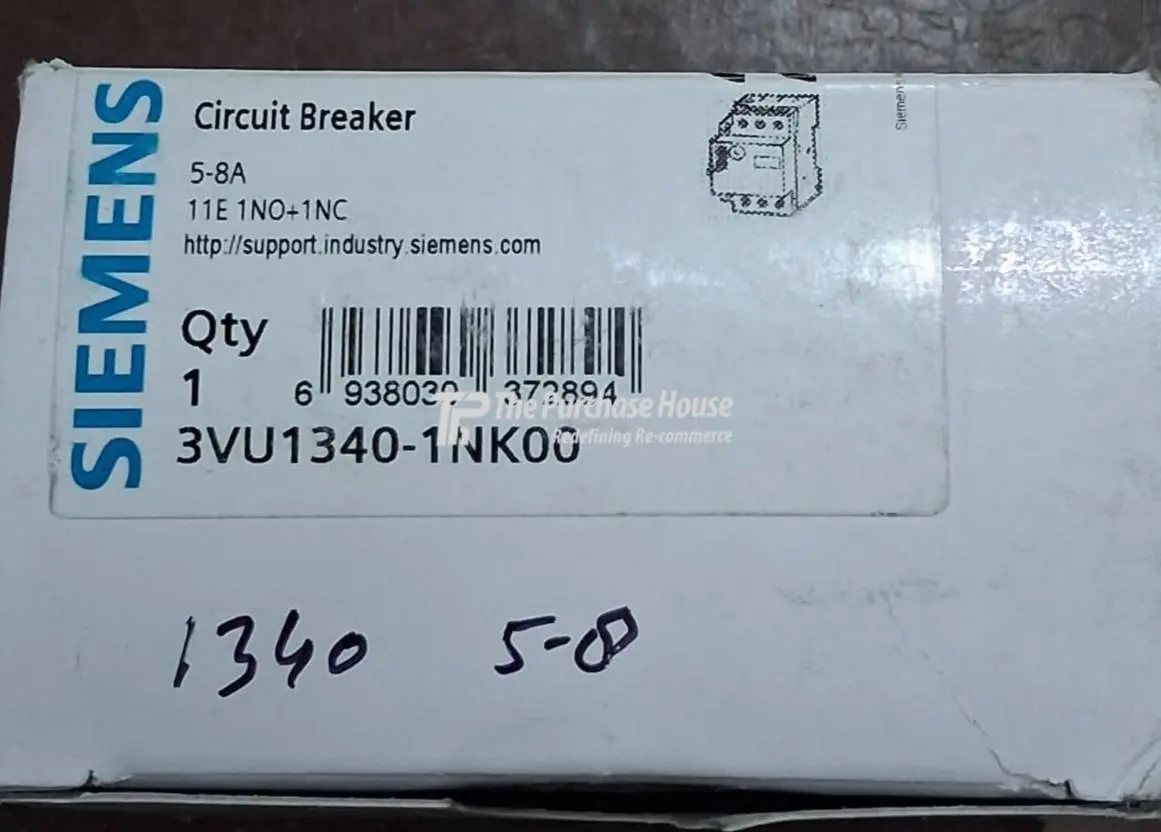 SIEMENS
Circuit Breaker
5-8A
11E 1NO+1NC
http://support.industry.siemens.com
Siemens
Qty
1
6 938030 372894
The Purchase House
Redefining Re-commerce
3VU1340-1NK00
1340 5-8